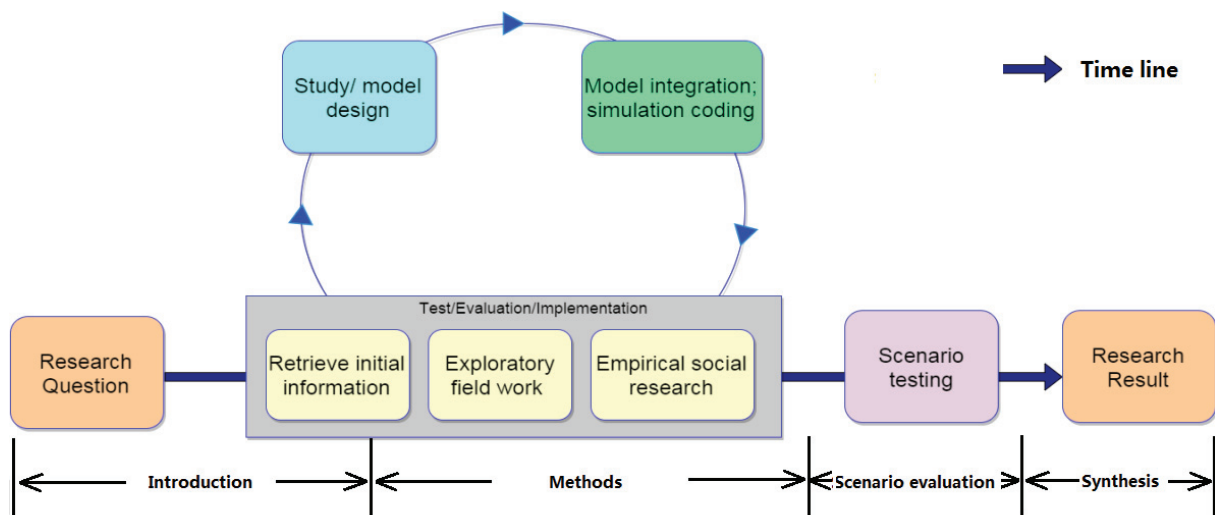 Study/ model
design
Model integration;
simulation coding
Time line
Test/Evaluation/Implementation
Research
Question
Retrieve initial
information
Exploratory
field work
Empirical social
research
Scenario
testing
Research
Result
Introduction
Methods
Scenario evaluation
Synthesis